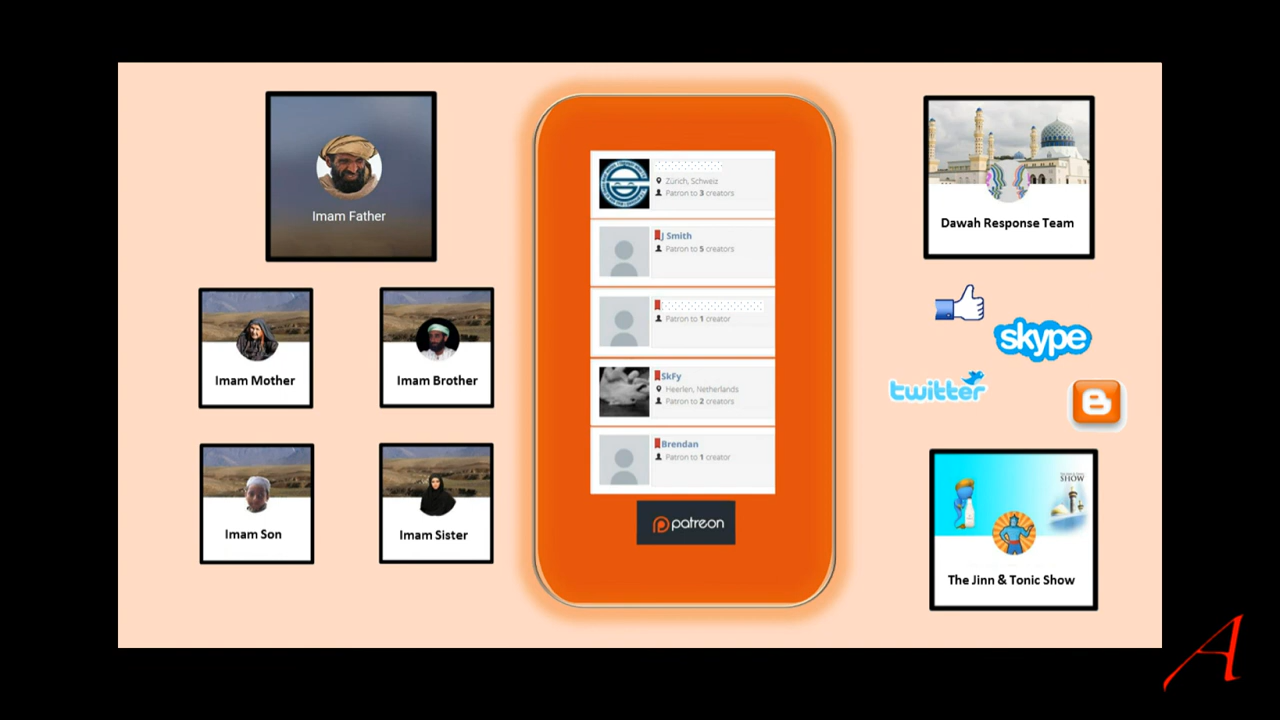 Imam Father
Imam Mother
Imam Brother
Imam Son
Imam Sister
Zürich, Schweiz
Patron to 3 creators
J Smith
Patron to 5 creators
Patron to 1 creator
SkFy
Heerlen, Netherlands
Patron to 2 creators
Brendan
Patron to 1 creator
patreon
Dawah Response Team
skype
twitter
B
SHOW
The Jinn & Tonic Show
A